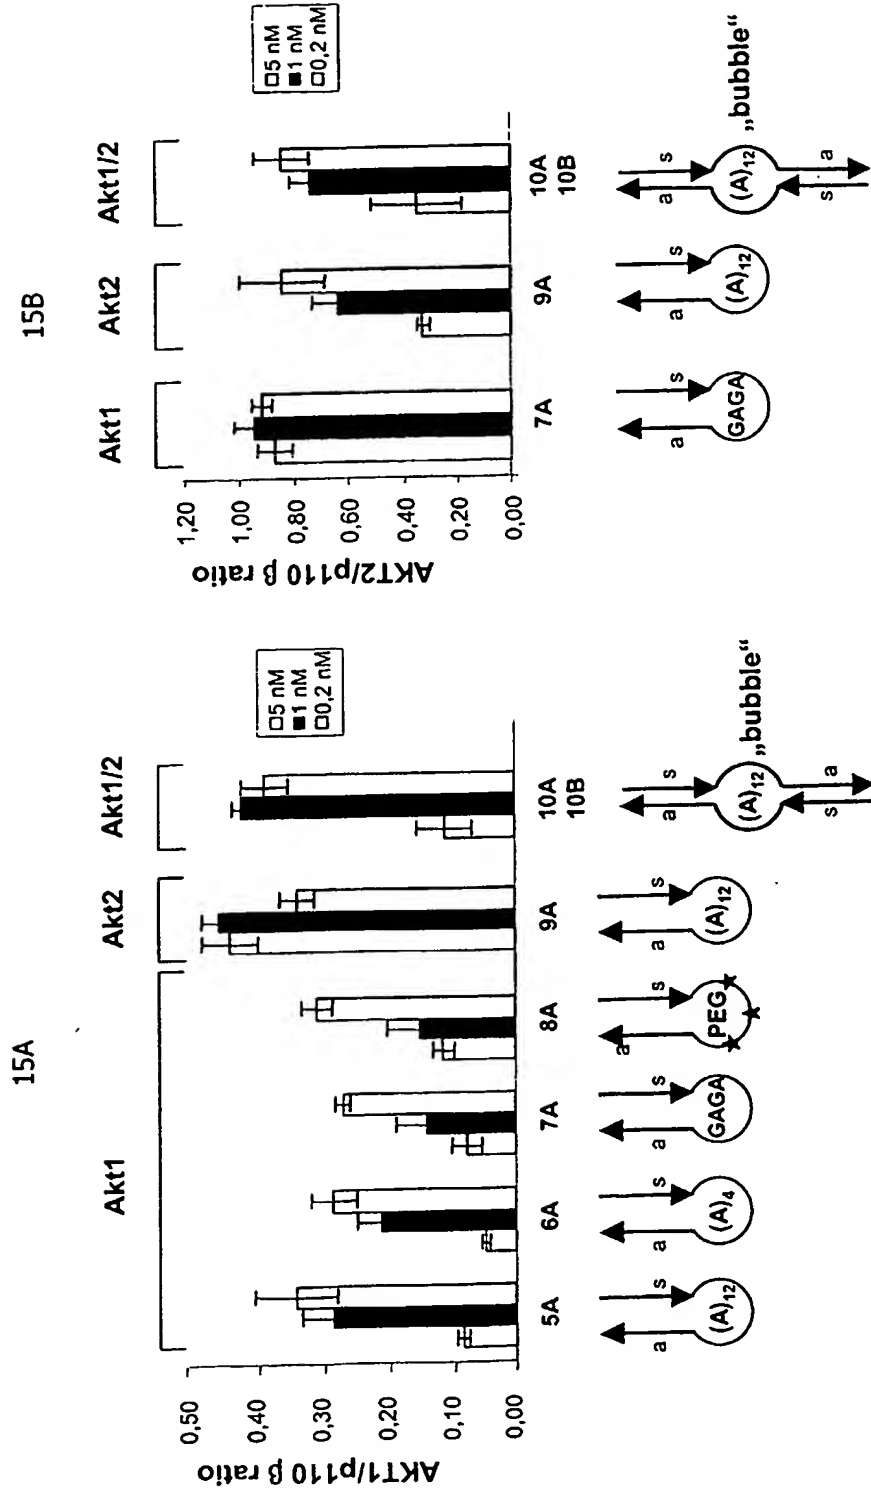 15A
Akt1
Akt2
Akt1/2
5 nM
1 nM
0,2 nM
AKT1/p110 β ratio
0,50
0,40
0,30
0,20
0,10
0,00
5A
6A
7A
8A
9A
10A
10B
a s
(A)12
a s
(A)4
a s
GAGA
a s
PEG
a s
(A)12
a s
(A)12
„bubble“
s a
15B
Akt1
Akt2
Akt1/2
5 nM
1 nM
0,2 nM
AKT2/p110 β ratio
1,20
1,00
0,80
0,60
0,40
0,20
0,00
7A
9A
10A
10B
a s
GAGA
a s
(A)12
a s
(A)12
„bubble“
s a